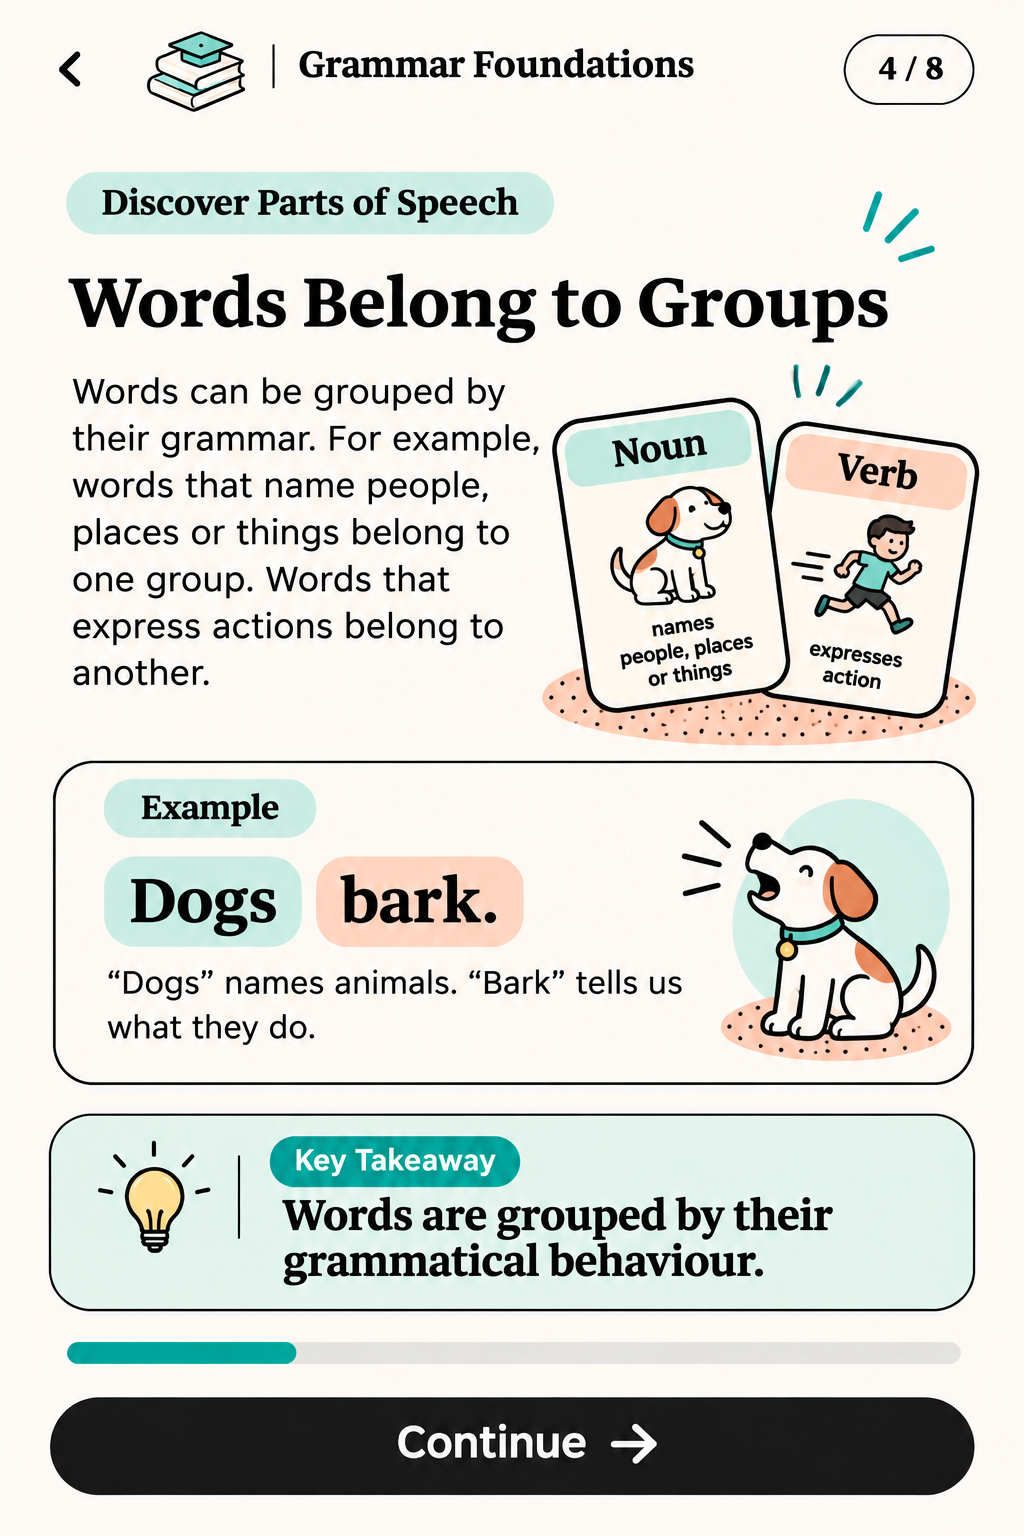 Grammar Foundations
4 / 8
Discover Parts of Speech
Words Belong to Groups
Words can be grouped by
their grammar. For example,
words that name people,
places or things belong to
one group. Words that
express actions belong to
another.
Noun
names
people, places
or things
Verb
expresses
action
Example
Dogs bark.
“Dogs” names animals. “Bark” tells us
what they do.
Key Takeaway
Words are grouped by their
grammatical behaviour.
Continue →